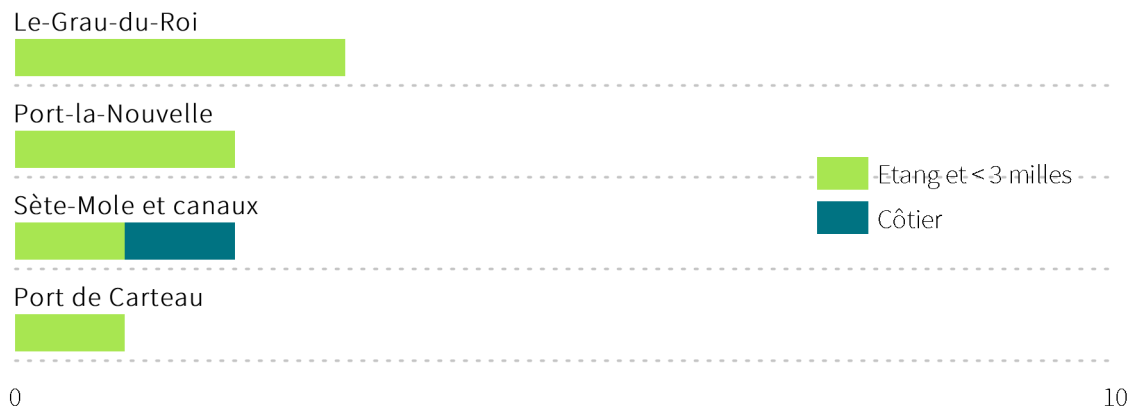 Le-Grau-du-Roi
Port-la-Nouvelle
Etang et < 3 milles
Sète-Mole et canaux
Côtier
Port de Carteau
0
10